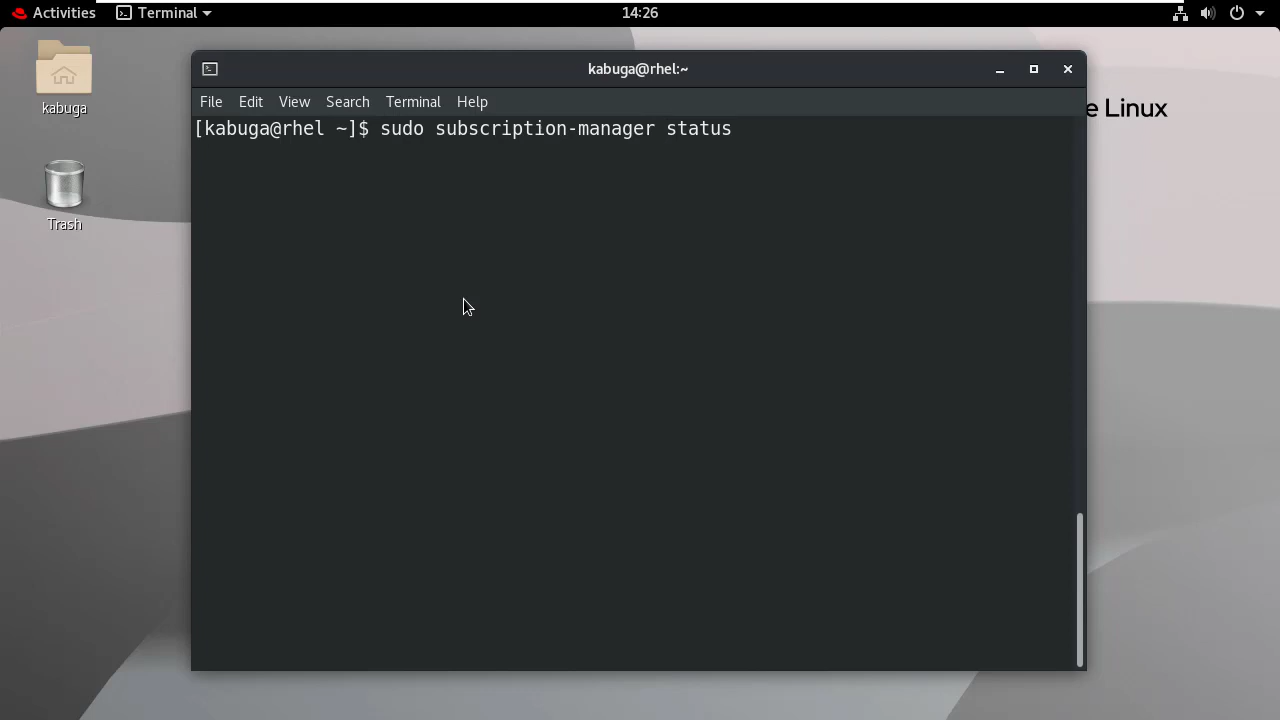 Activities
Terminal
14:26
kabuga
Trash
kabuga@rhel:~
File Edit View Search Terminal Help
[kabuga@rhel ~]$ sudo subscription-manager status
e Linux